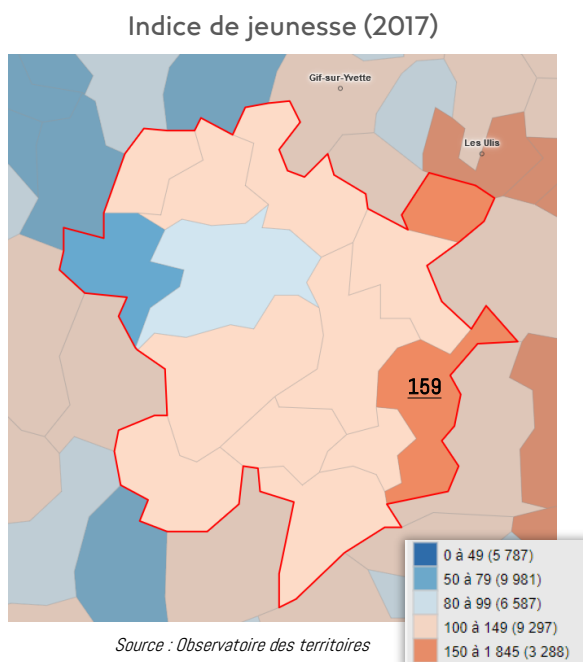 Indice de jeunesse (2017)
Gif-sur-Yvette
Les Ulis
159
0 à 49 (5 787)
50 à 79 (9 981)
80 à 99 (6 587)
100 à 149 (9 297)
150 à 1 845 (3 288)
Source : Observatoire des territoires